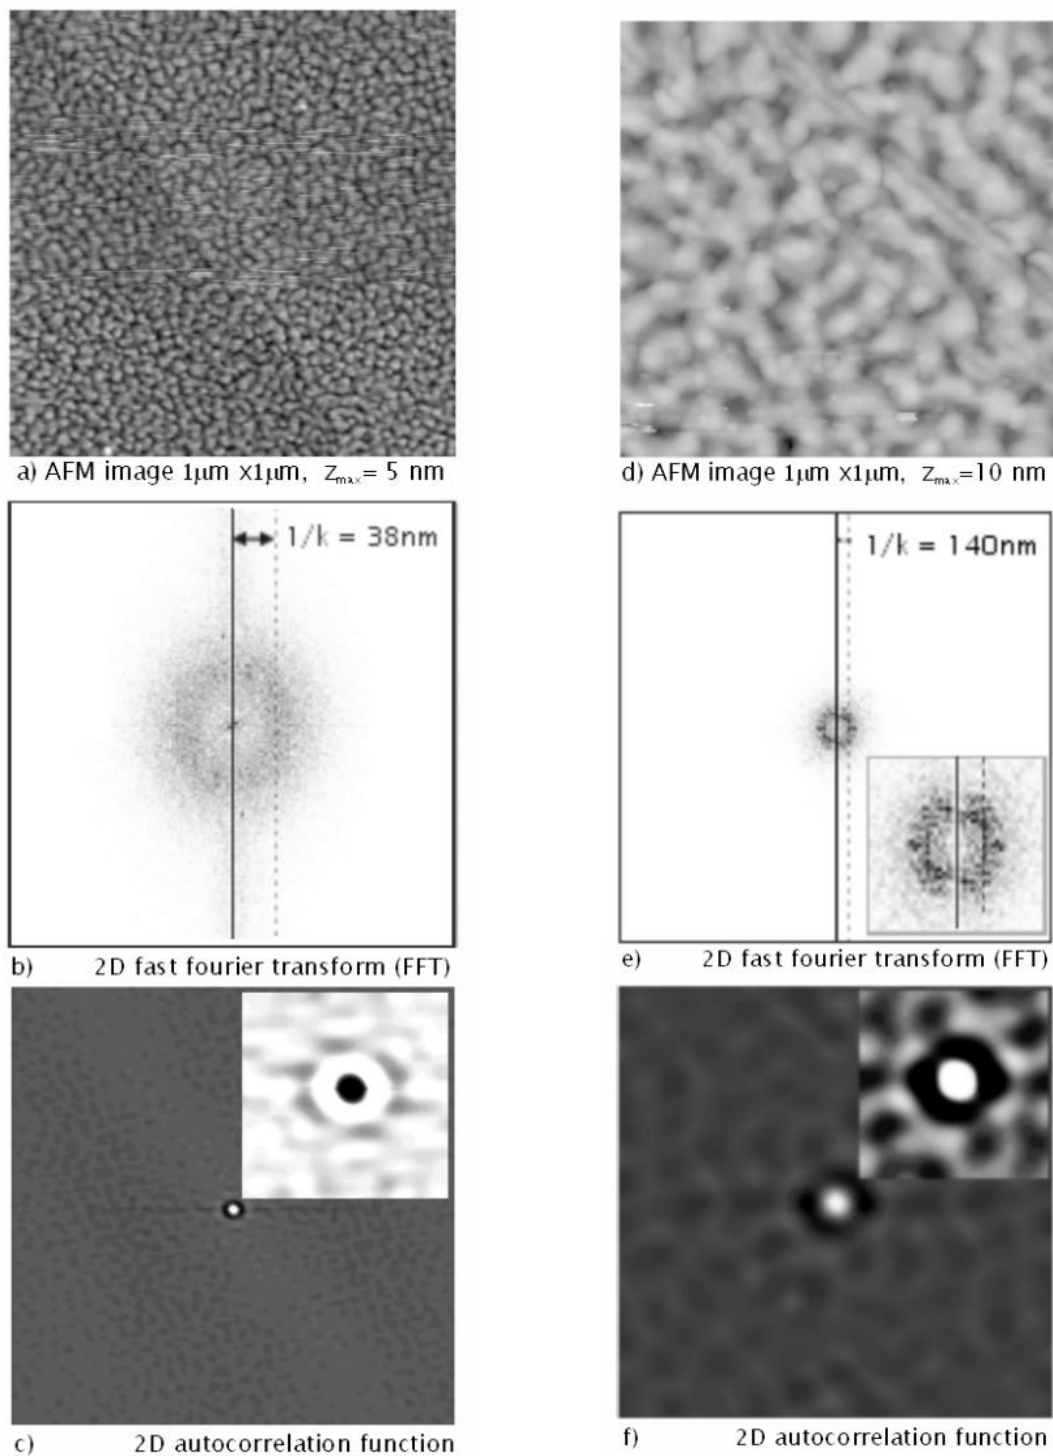 a) AFM image 1μm x1μm, Zmax= 5 nm
d) AFM image 1μm x1μm, Zmax=10 nm
1/k = 38nm
1/k = 140nm
b) 2D fast fourier transform (FFT)
e) 2D fast fourier transform (FFT)
c) 2D autocorrelation function
f) 2D autocorrelation function